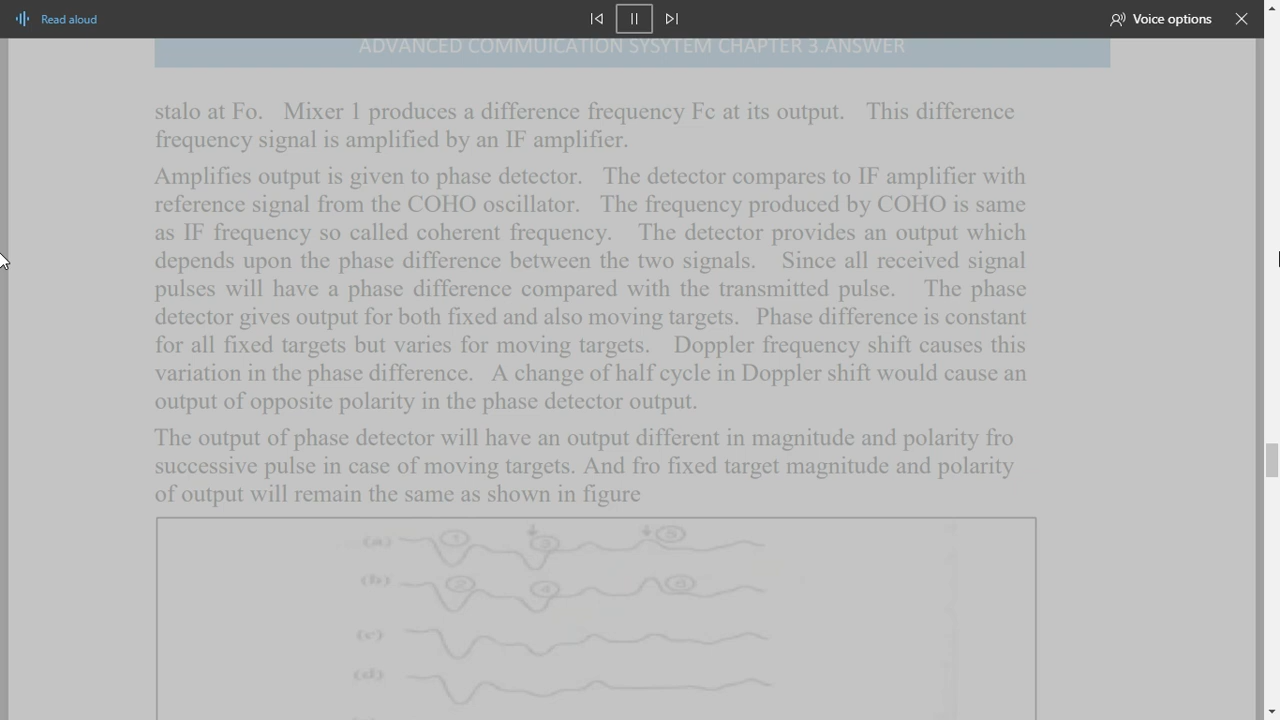 Read aloud
Voice options
ADVANCED COMMUICATION SYSYTEM CHAPTER 3.ANSWER
stalo at Fo. Mixer 1 produces a difference frequency Fc at its output. This difference
frequency signal is amplified by an IF amplifier.
Amplifies output is given to phase detector. The detector compares to IF amplifier with
reference signal from the COHO oscillator. The frequency produced by COHO is same
as IF frequency so called coherent frequency. The detector provides an output which
depends upon the phase difference between the two signals. Since all received signal
pulses will have a phase difference compared with the transmitted pulse. The phase
detector gives output for both fixed and also moving targets. Phase difference is constant
for all fixed targets but varies for moving targets. Doppler frequency shift causes this
variation in the phase difference. A change of half cycle in Doppler shift would cause an
output of opposite polarity in the phase detector output.
The output of phase detector will have an output different in magnitude and polarity fro
successive pulse in case of moving targets. And fro fixed target magnitude and polarity
of output will remain the same as shown in figure
(a) 1
(b) 2 4
(c)
(d)